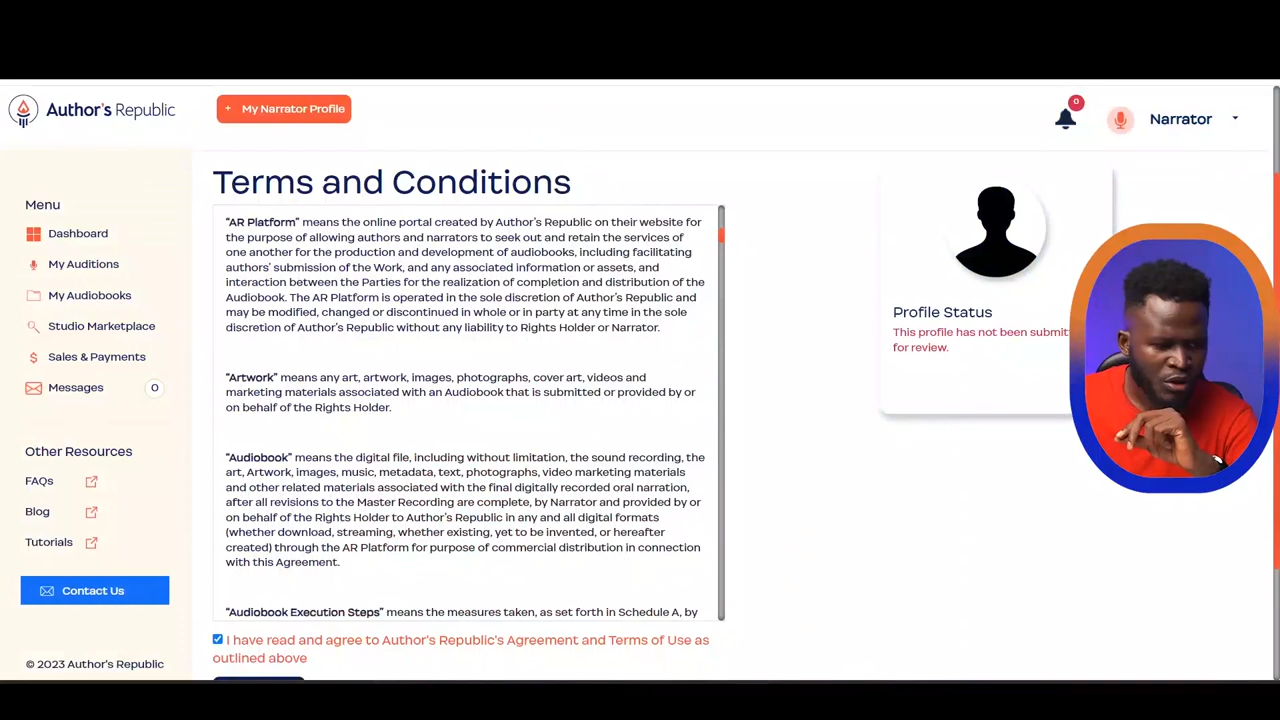 Author's Republic
+ My Narrator Profile
0
Narrator
Menu
Dashboard
My Auditions
My Audiobooks
Studio Marketplace
$ Sales & Payments
Messages 0
Other Resources
FAQs
Blog
Tutorials
Contact Us
© 2023 Author's Republic
Terms and Conditions
“AR Platform” means the online portal created by Author’s Republic on their website for
the purpose of allowing authors and narrators to seek out and retain the services of
one another for the production and development of audiobooks, including facilitating
authors’ submission of the Work, and any associated information or assets, and
interaction between the Parties for the realization of completion and distribution of the
Audiobook. The AR Platform is operated in the sole discretion of Author’s Republic and
may be modified, changed or discontinued in whole or in party at any time in the sole
discretion of Author’s Republic without any liability to Rights Holder or Narrator.
“Artwork” means any art, artwork, images, photographs, cover art, videos and
marketing materials associated with an Audiobook that is submitted or provided by or
on behalf of the Rights Holder.
“Audiobook” means the digital file, including without limitation, the sound recording, the
art, Artwork, images, music, metadata, text, photographs, video marketing materials
and other related materials associated with the final digitally recorded oral narration,
after all revisions to the Master Recording are complete, by Narrator and provided by or
on behalf of the Rights Holder to Author’s Republic in any and all digital formats
(whether download, streaming, whether existing, yet to be invented, or hereafter
created) through the AR Platform for purpose of commercial distribution in connection
with this Agreement.
“Audiobook Execution Steps” means the measures taken, as set forth in Schedule A, by
I have read and agree to Author's Republic's Agreement and Terms of Use as
outlined above
Profile Status
This profile has not been submit
for review.